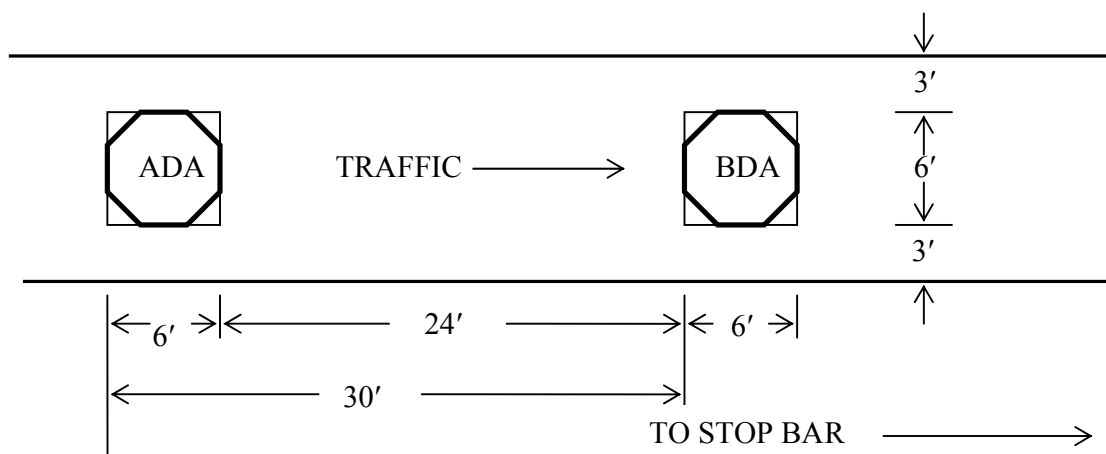 3′
ADA
TRAFFIC
BDA
6′
3′
6′
24′
6′
30′
TO STOP BAR